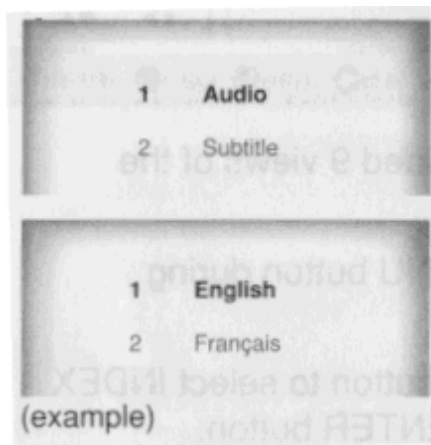 1 Audio
2 Subtitle
1 English
2 Français
(example)